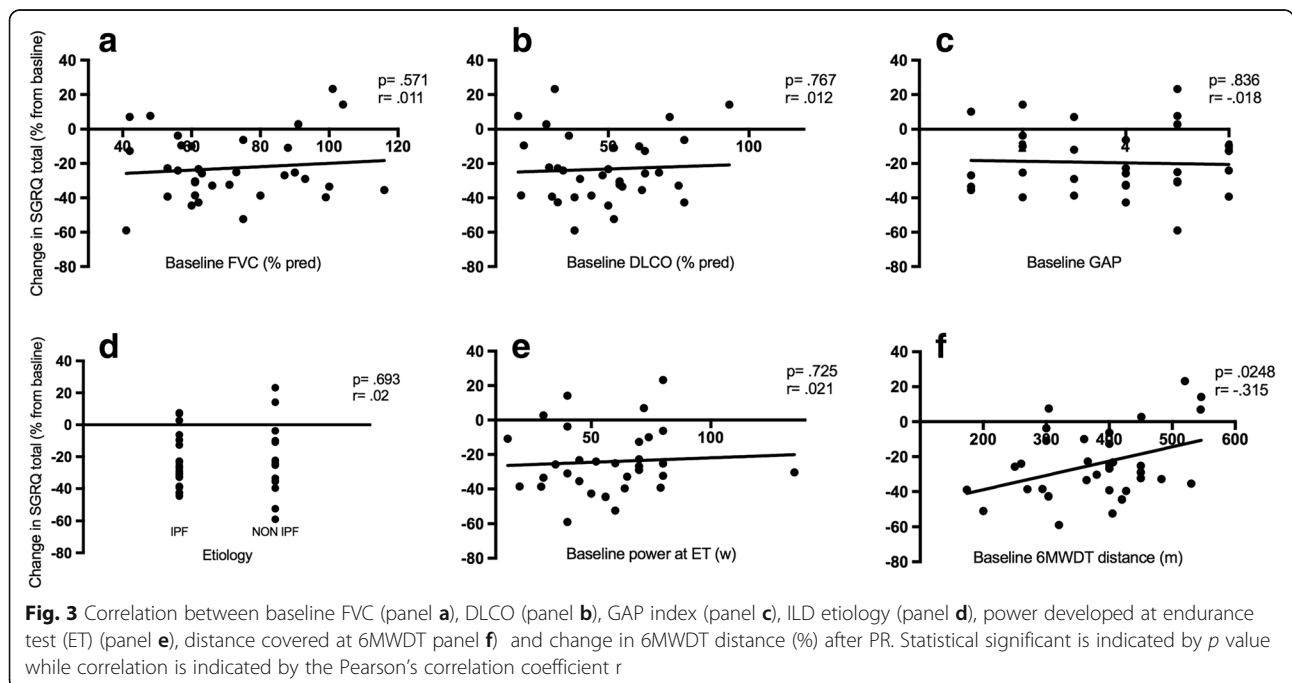 a
40
20
0
-20
-40
-60
-80
40
60
80
100
120
p= .571
r= .011
Change in SGRQ total (% from basline)
Baseline FVC (% pred)
b
40
20
0
-20
-40
-60
-80
50
100
p= .767
r= .012
Baseline DLCO (% pred)
c
40
20
0
-20
-40
-60
-80
4
p= .836
r= -.018
Baseline GAP
d
40
20
0
-20
-40
-60
-80
p= .693
r= .02
Change in SGRQ total (% from basline)
IPF
NON IPF
Etiology
e
40
20
0
-20
-40
-60
-80
50
100
p= .725
r= .021
Baseline power at ET (w)
f
40
20
0
-20
-40
-60
-80
200
300
400
500
600
p= .0248
r= -.315
Baseline 6MWDT distance (m)
Fig. 3 Correlation between baseline FVC (panel a), DLCO (panel b), GAP index (panel c), ILD etiology (panel d), power developed at endurance
test (ET) (panel e), distance covered at 6MWDT panel f) and change in 6MWDT distance (%) after PR. Statistical significant is indicated by p value
while correlation is indicated by the Pearson's correlation coefficient r